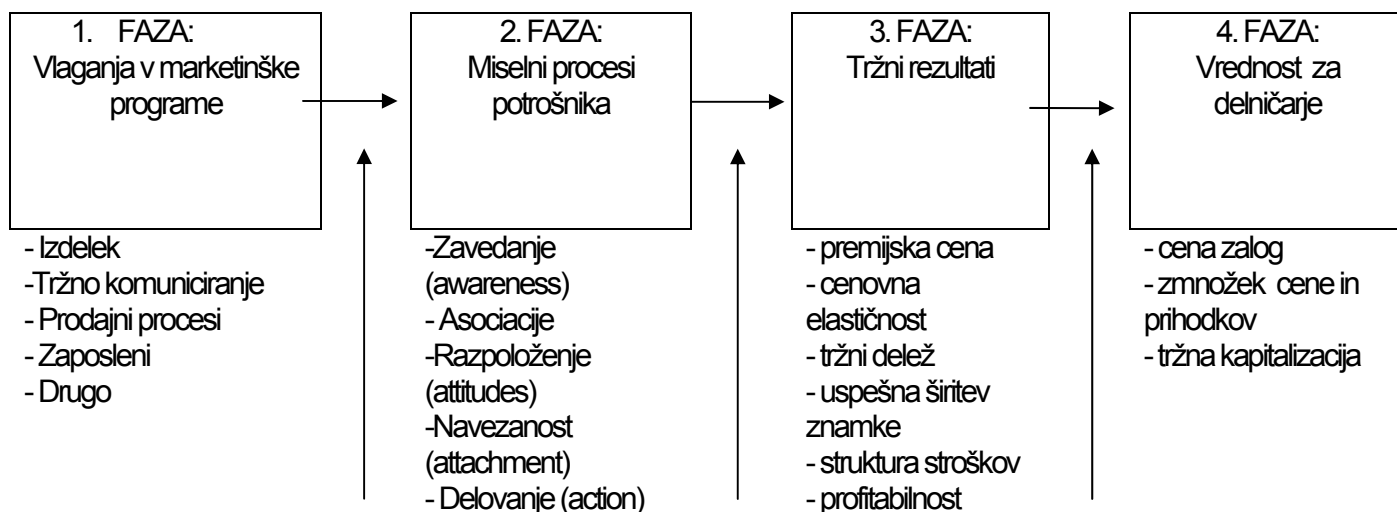 1. FAZA:
Vlaganja v marketinške
programe
2. FAZA:
Miselni procesi
potrošnika
3. FAZA:
Tržni rezultati
4. FAZA:
Vrednost za
delničarje
- Izdelek
-Tržno komuniciranje
- Prodajni procesi
- Zaposleni
- Drugo
-Zavedanje
(awareness)
- Asociacije
-Razpoloženje
(attitudes)
-Navezanost
(attachment)
- Delovanje (action)
- premijska cena
- cenovna
elastičnost
- tržni delež
- uspešna širitev
znamke
- struktura stroškov
- profitabilnost
- cena zalog
- zmnožek cene in
prihodkov
- tržna kapitalizacija